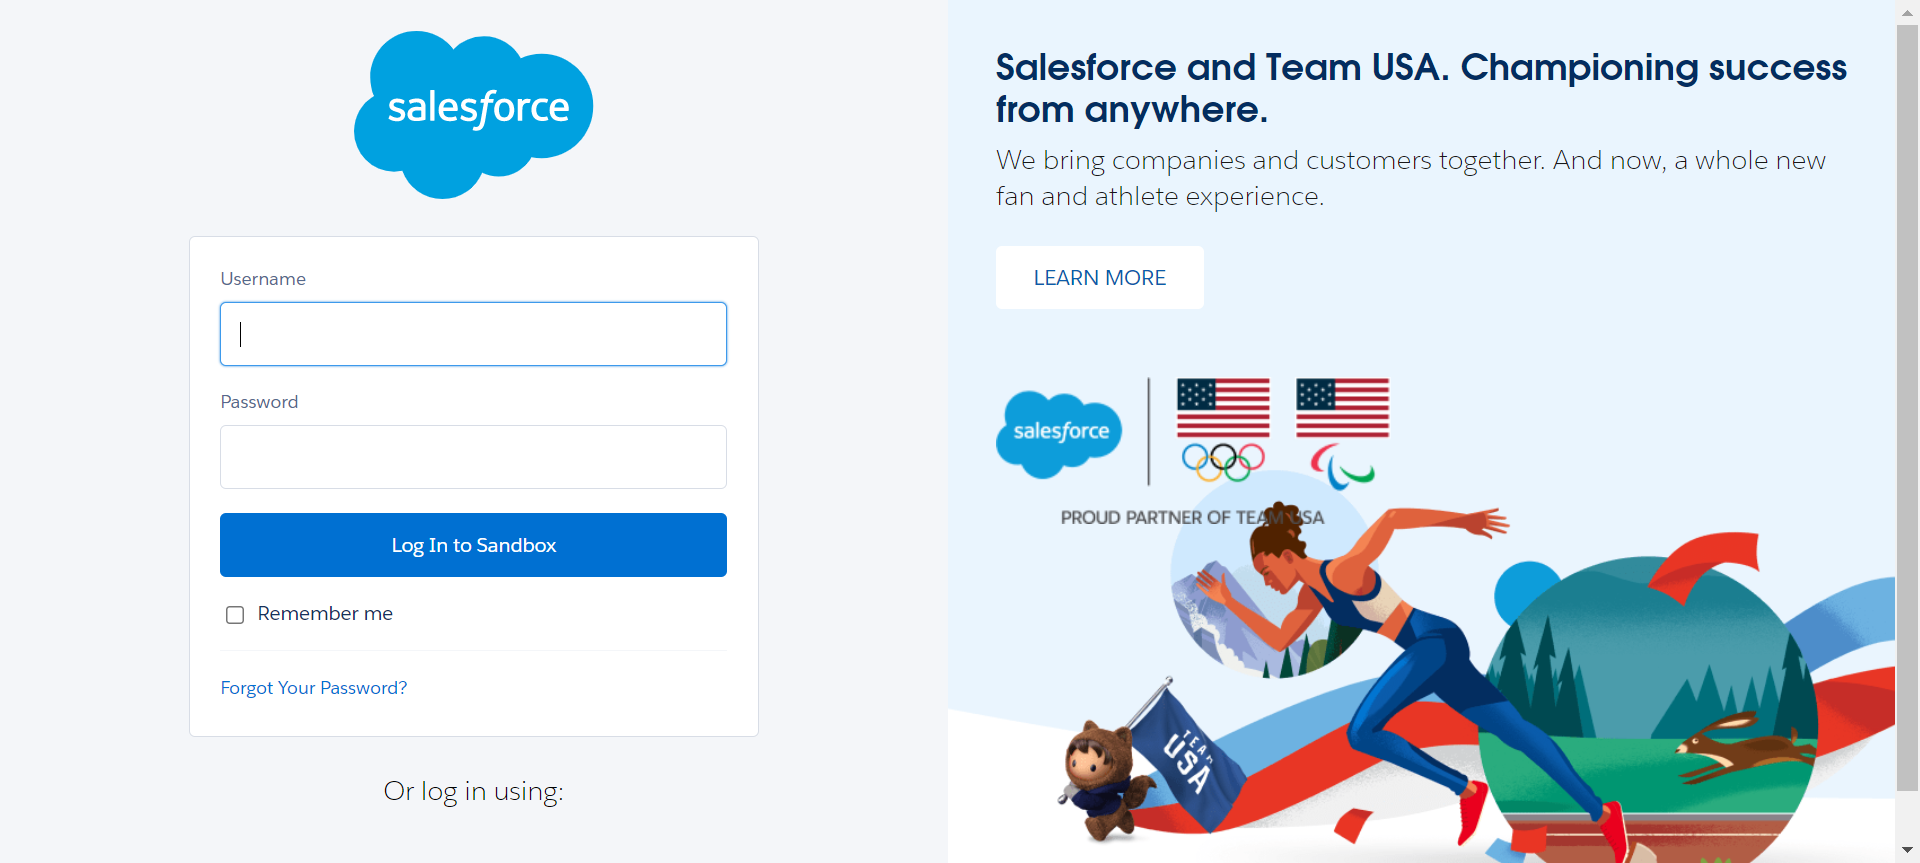 salesforce
Username
Password
Log In to Sandbox
Remember me
Forgot Your Password?
Or log in using:
Salesforce and Team USA. Championing success
from anywhere.
We bring companies and customers together. And now, a whole new
fan and athlete experience.
LEARN MORE
salesforce
PROUD PARTNER OF TEAM USA
TEAM
USA